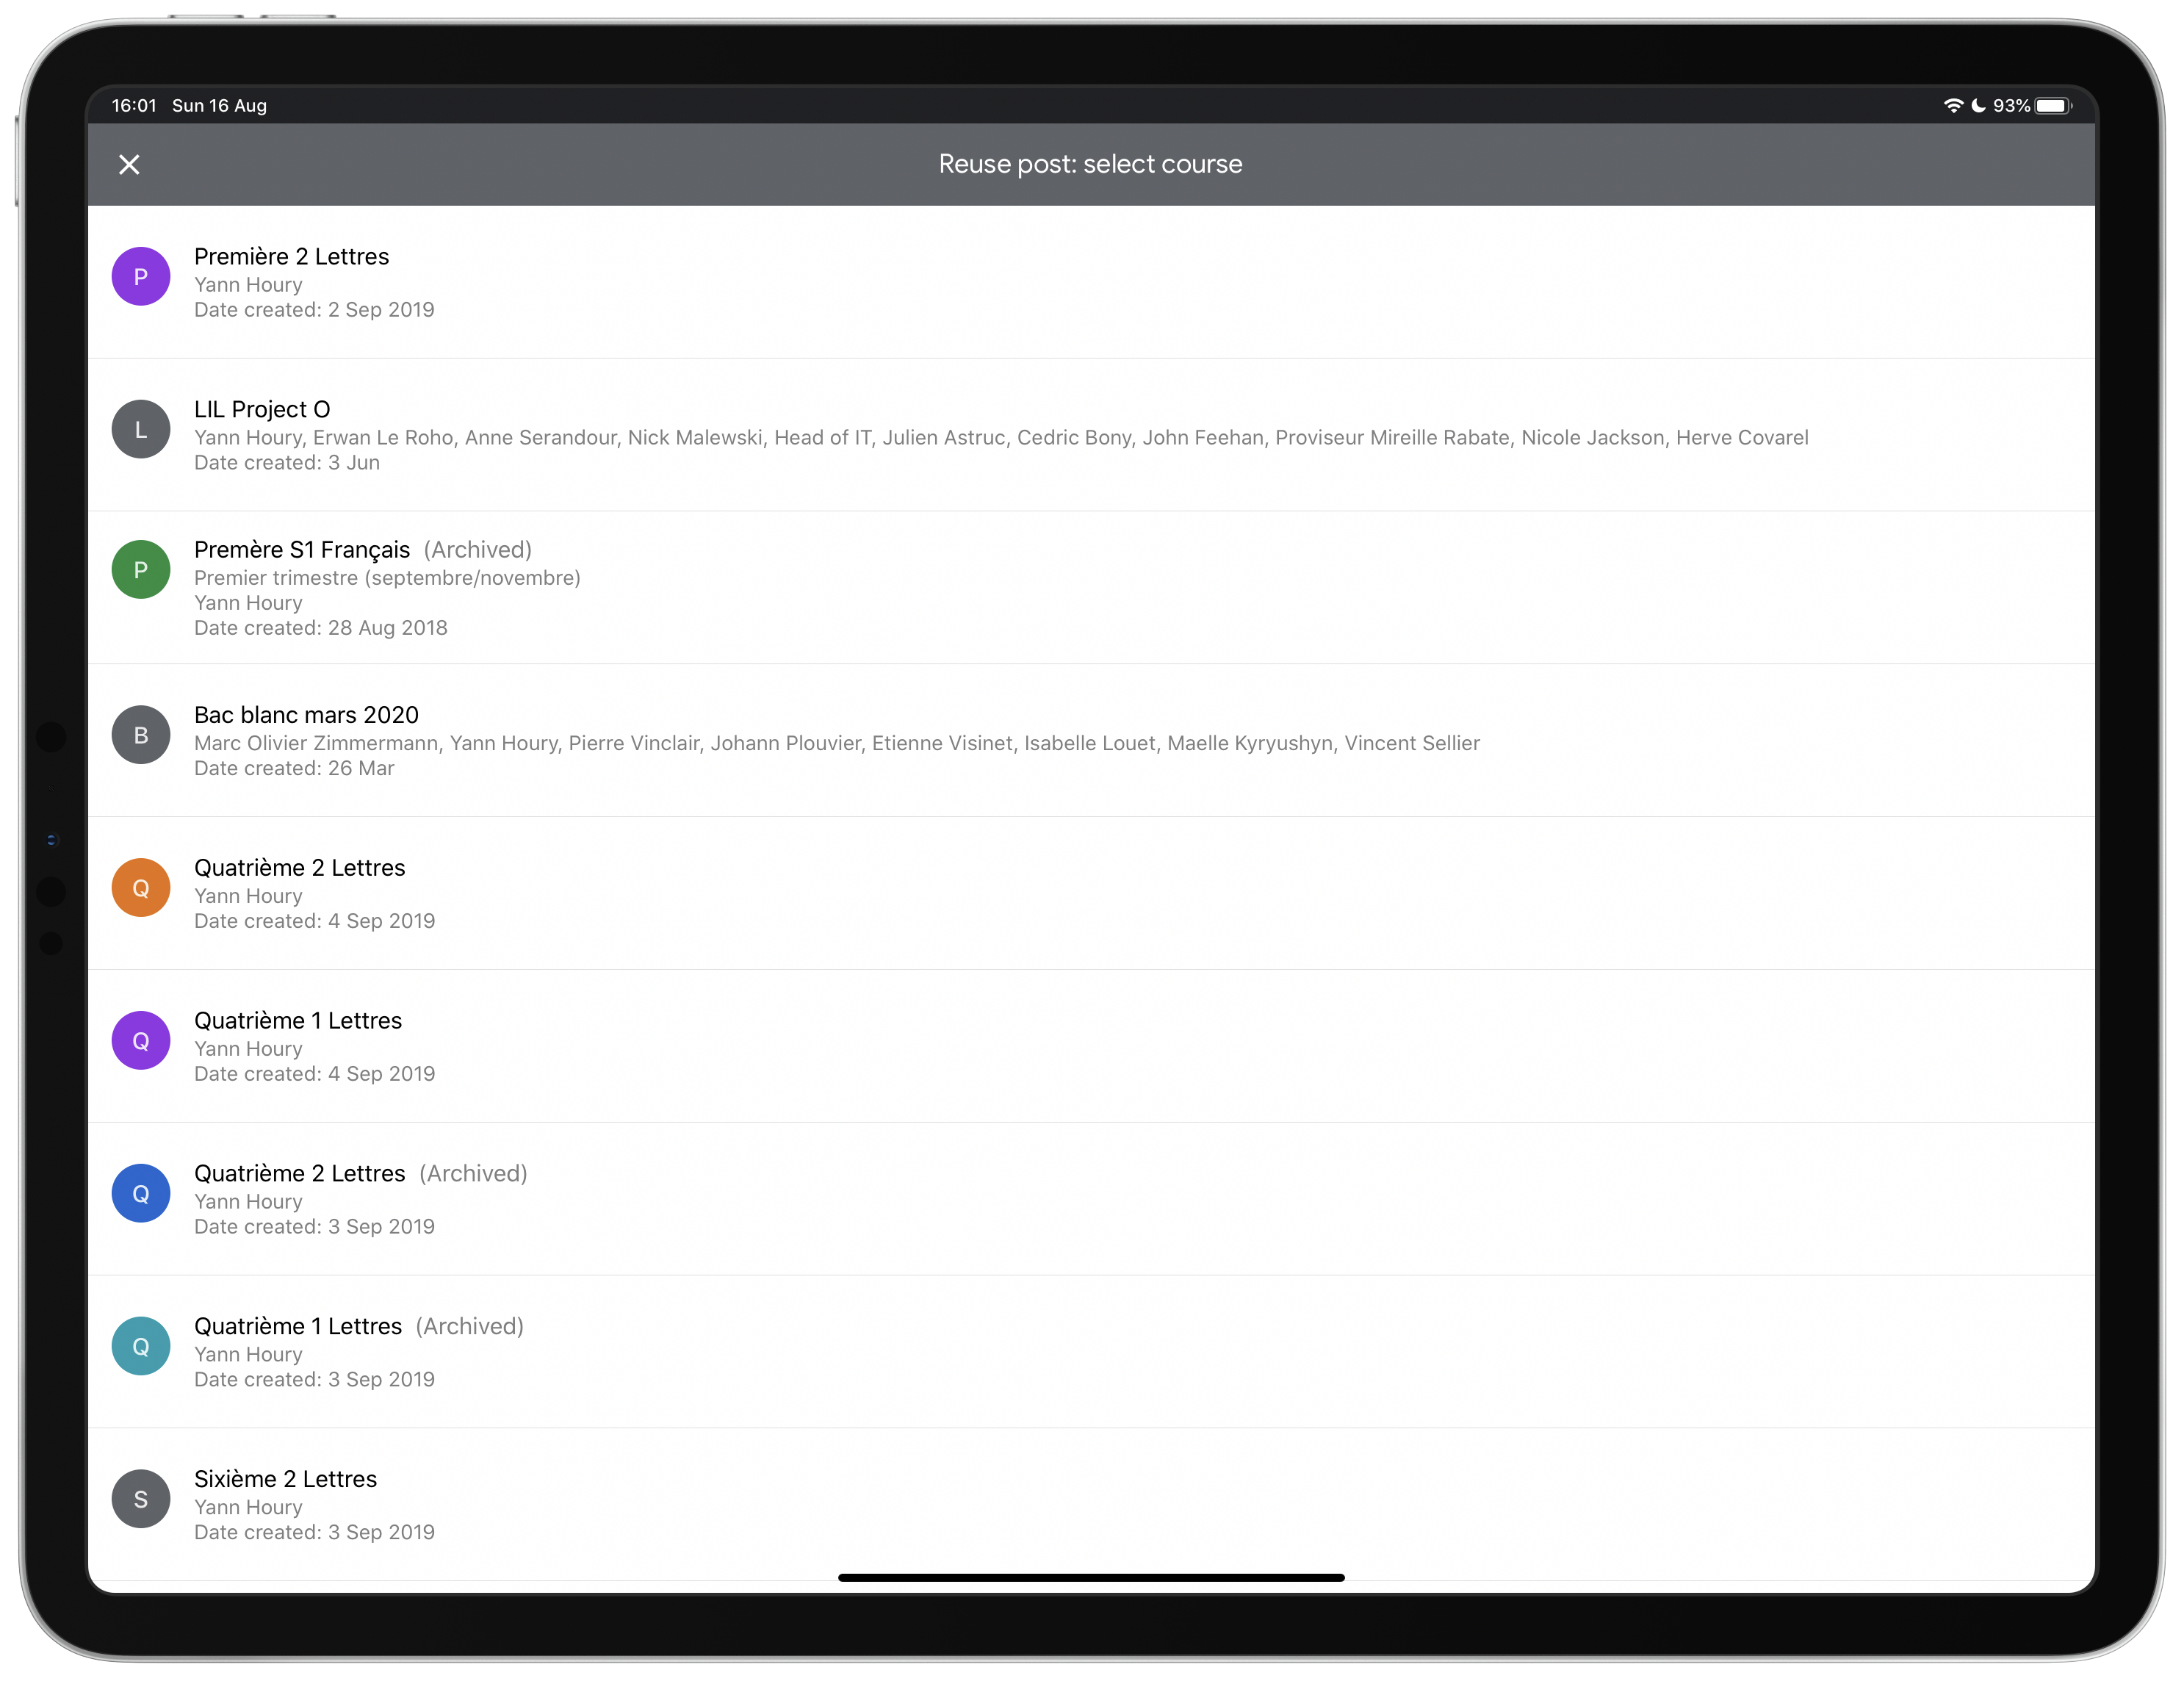 16:01 Sun 16 Aug 93%
Reuse post: select course
P
Première 2 Lettres
Yann Houry
Date created: 2 Sep 2019
L
LIL Project O
Yann Houry, Erwan Le Roho, Anne Serandour, Nick Malewski, Head of IT, Julien Astruc, Cedric Bony, John Feehan, Proviseur Mireille Rabate, Nicole Jackson, Herve Covarel
Date created: 3 Jun
P
Premère S1 Français (Archived)
Premier trimestre (septembre/novembre)
Yann Houry
Date created: 28 Aug 2018
B
Bac blanc mars 2020
Marc Olivier Zimmermann, Yann Houry, Pierre Vinclair, Johann Plouvier, Etienne Visinet, Isabelle Louet, Maelle Kyryushyn, Vincent Sellier
Date created: 26 Mar
Q
Quatrième 2 Lettres
Yann Houry
Date created: 4 Sep 2019
Q
Quatrième 1 Lettres
Yann Houry
Date created: 4 Sep 2019
Q
Quatrième 2 Lettres (Archived)
Yann Houry
Date created: 3 Sep 2019
Q
Quatrième 1 Lettres (Archived)
Yann Houry
Date created: 3 Sep 2019
S
Sixième 2 Lettres
Yann Houry
Date created: 3 Sep 2019